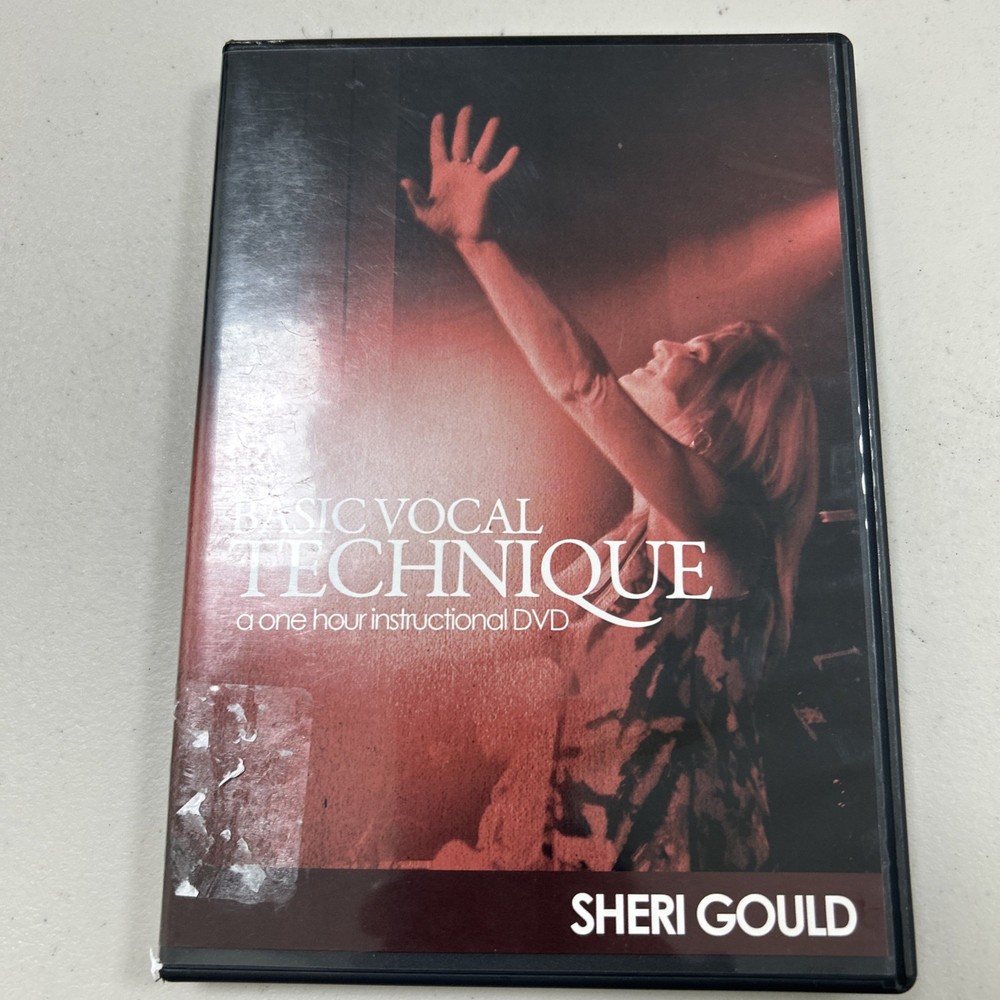 BASIC VOCAL
TECHNIQUE
a one hour instructional DVD
SHERI GOULD